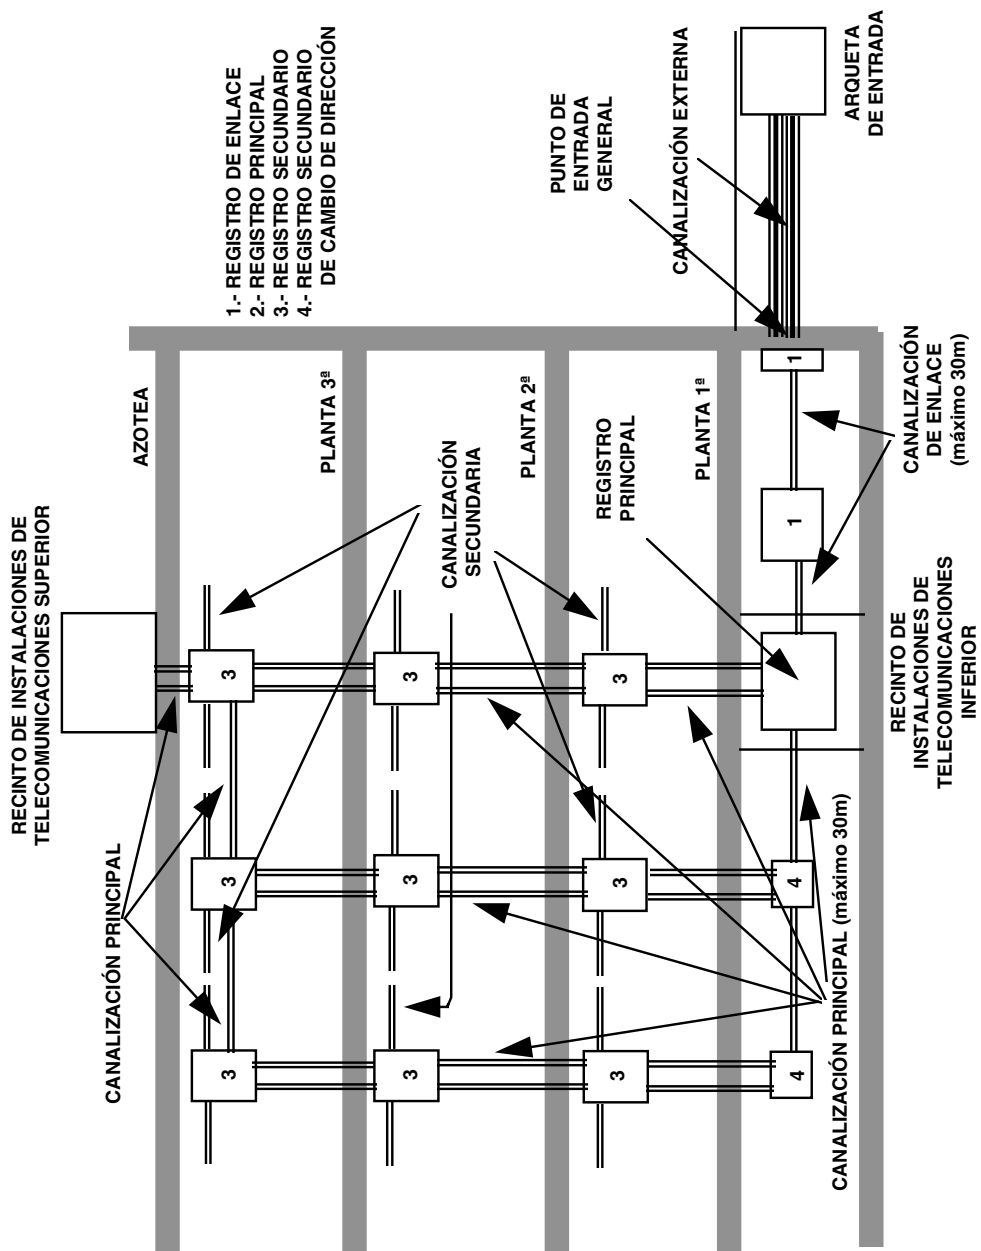 RECINTO DE INSTALACIONES DE
TELECOMUNICACIONES SUPERIOR
CANALIZACIÓN PRINCIPAL
AZOTEA
1.- REGISTRO DE ENLACE
2.- REGISTRO PRINCIPAL
3.- REGISTRO SECUNDARIO
4.- REGISTRO SECUNDARIO
DE CAMBIO DE DIRECCIÓN
3
3
3
PLANTA 3ª
3
3
3
CANALIZACIÓN
SECUNDARIA
PLANTA 2ª
PUNTO DE
ENTRADA
GENERAL
3
3
3
REGISTRO
PRINCIPAL
CANALIZACIÓN EXTERNA
PLANTA 1ª
4
4
1
1
CANALIZACIÓN PRINCIPAL (máximo 30m)
RECINTO DE
INSTALACIONES DE
TELECOMUNICACIONES
INFERIOR
CANALIZACIÓN
DE ENLACE
(máximo 30m)
ARQUETA
DE ENTRADA